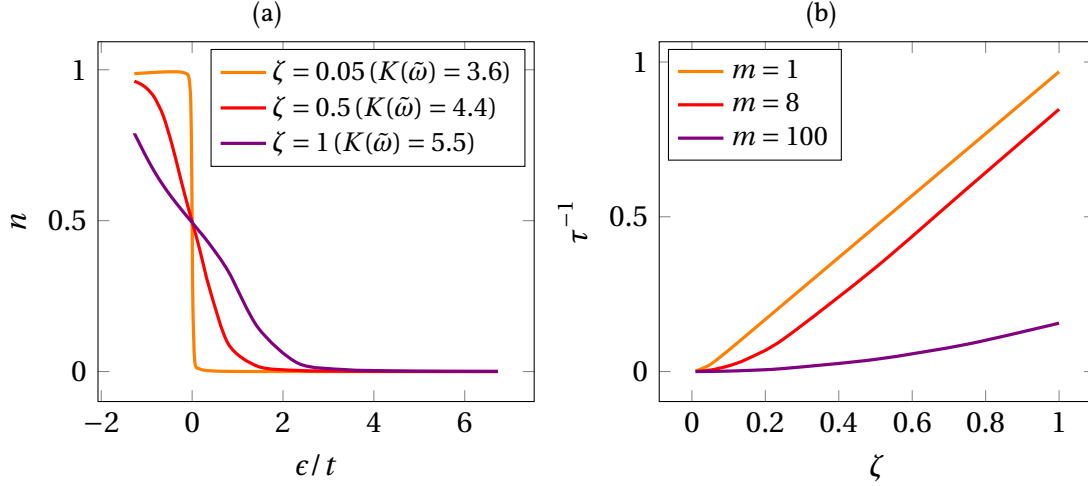 (a)
ζ = 0.05 (K(ω̃) = 3.6)
ζ = 0.5 (K(ω̃) = 4.4)
ζ = 1 (K(ω̃) = 5.5)
1
0.5
0
n
−2
0
2
4
6
ϵ/t
(b)
m = 1
m = 8
m = 100
1
0.5
0
τ⁻¹
0
0.2
0.4
0.6
0.8
1
ζ